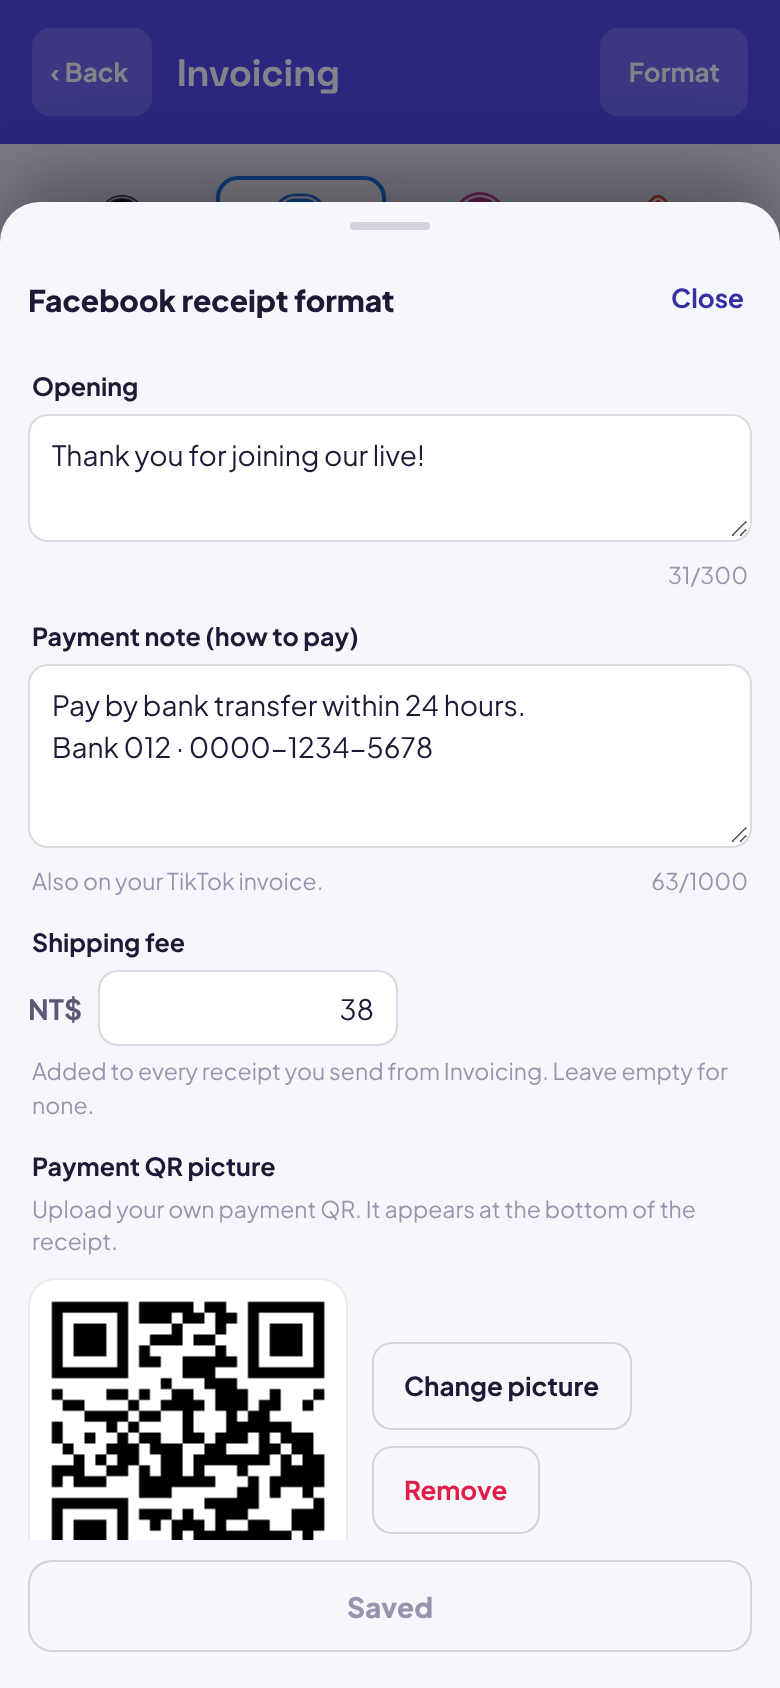 ‹ Back
Invoicing
Format
Facebook receipt format
Close
Opening
Thank you for joining our live!
31/300
Payment note (how to pay)
Pay by bank transfer within 24 hours.
Bank 012 · 0000-1234-5678
Also on your TikTok invoice.
63/1000
Shipping fee
NT$
38
Added to every receipt you send from Invoicing. Leave empty for
none.
Payment QR picture
Upload your own payment QR. It appears at the bottom of the
receipt.
Change picture
Remove
Saved